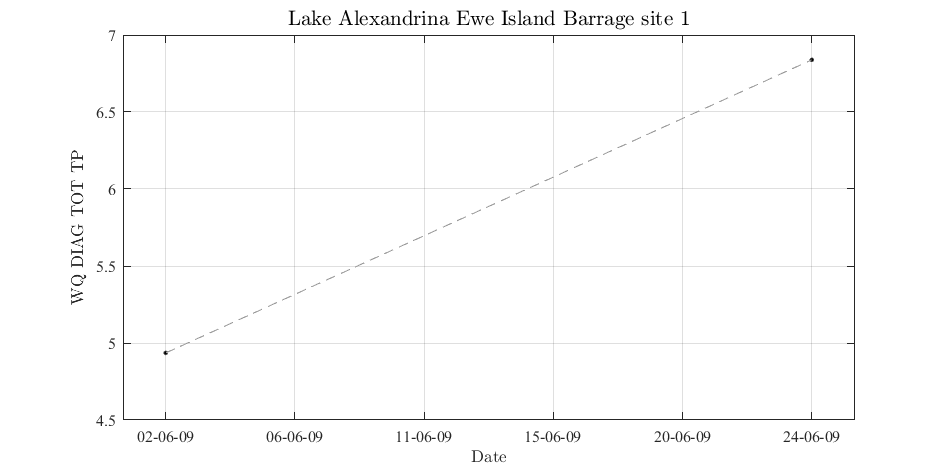 Lake Alexandrina Ewe Island Barrage site 1
7
6.5
6
5.5
5
4.5
WQ DIAG TOT TP
02-06-09 06-06-09 11-06-09 15-06-09 20-06-09 24-06-09
Date